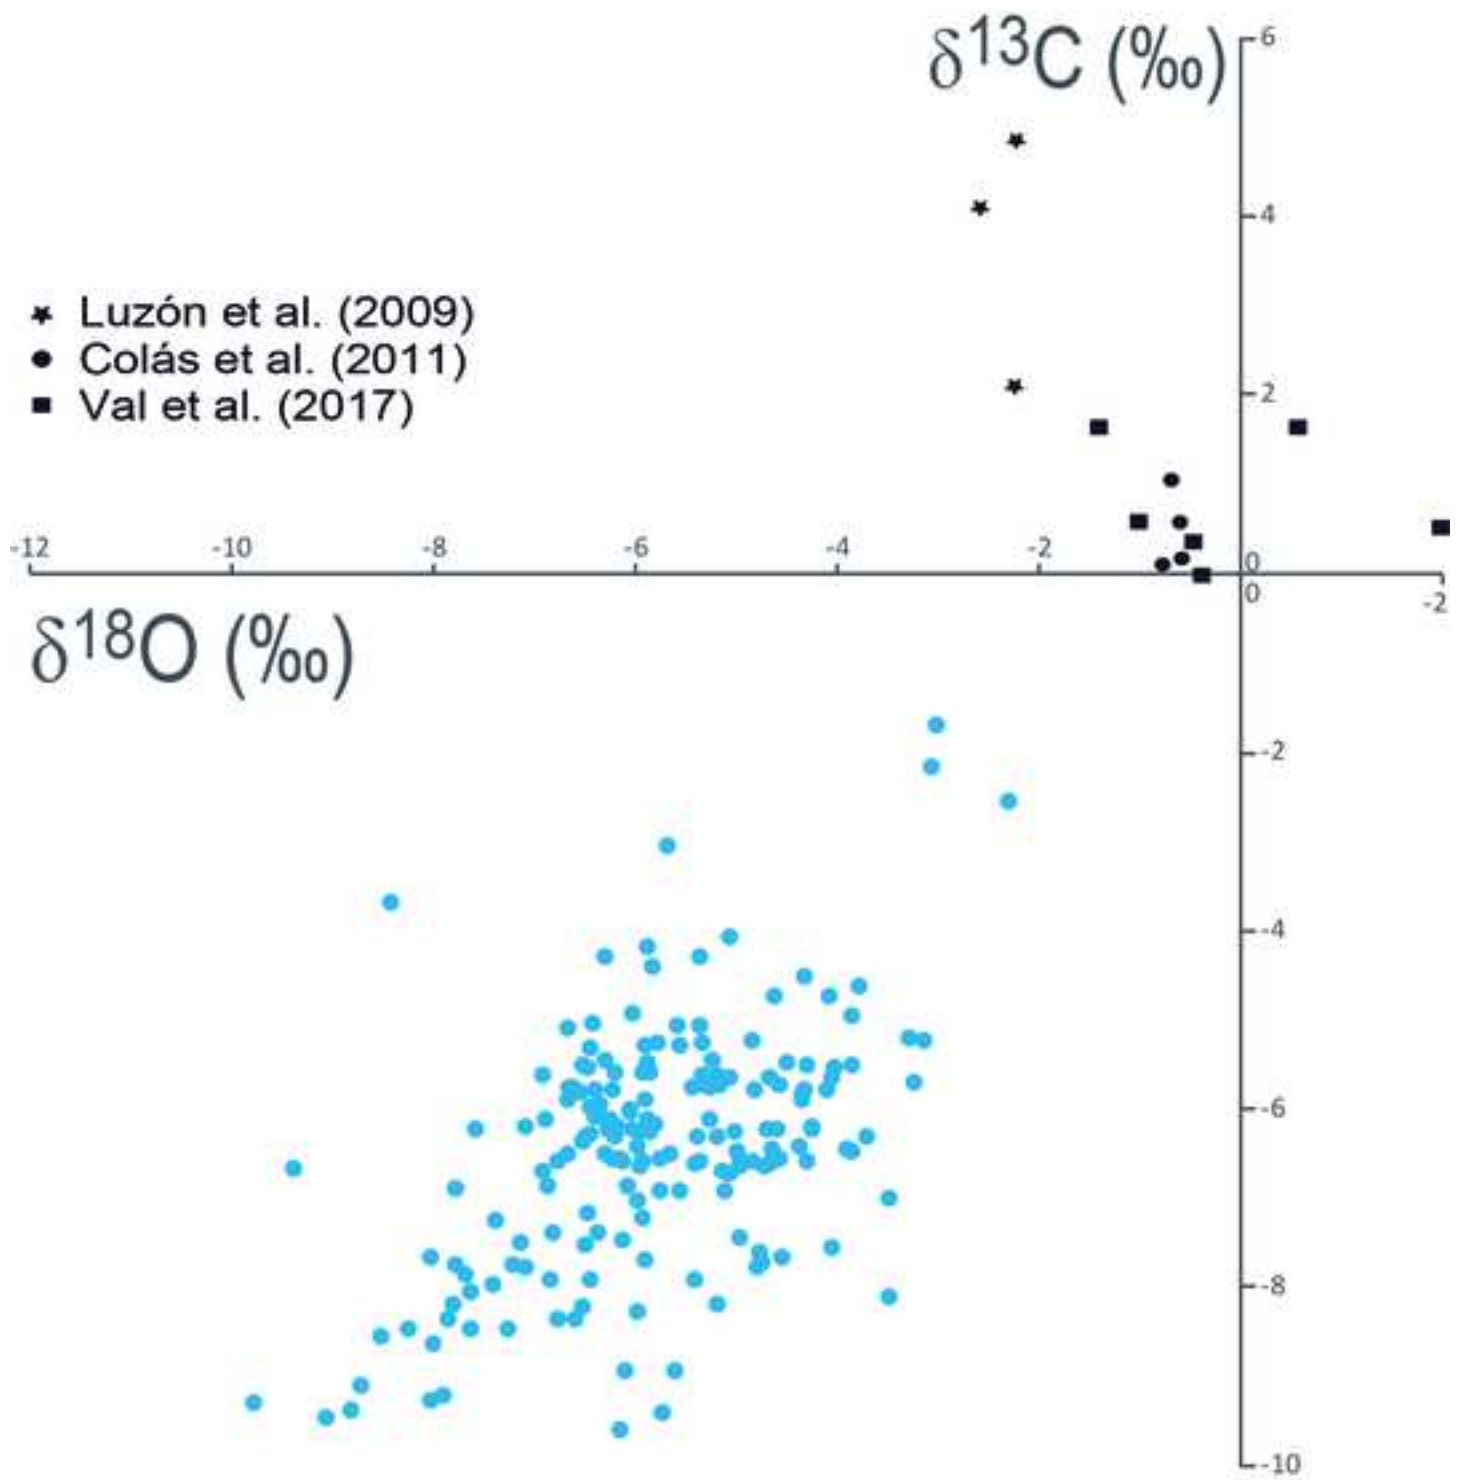 δ¹³C (‰)
6
4
★ Luzón et al. (2009)
● Colás et al. (2011)
■ Val et al. (2017)
2
-12 -10 -8 -6 -4 -2 0
0
-2
δ¹⁸O (‰)
-2
-4
-6
-8
-10